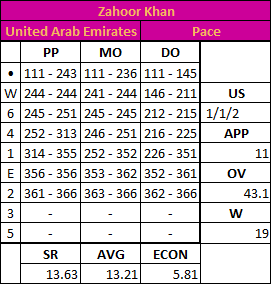 Zahoor Khan
United Arab Emirates Pace
PP MO DO
• 111 - 243 111 - 236 111 - 145
W 244 - 244 241 - 244 146 - 211 US
6 245 - 251 245 - 245 212 - 215 1/1/2
4 252 - 313 246 - 251 216 - 225 APP
1 314 - 355 252 - 352 226 - 351 11
E 356 - 356 353 - 362 352 - 361 OV
2 361 - 366 363 - 366 362 - 366 43.1
3 - - - W
5 - - - 19
SR AVG ECON
13.63 13.21 5.81